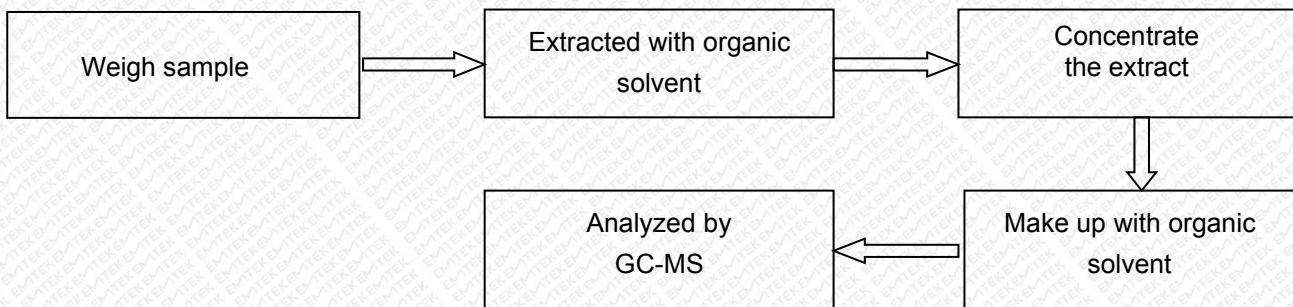 Weigh sample
Extracted with organic
solvent
Concentrate
the extract
Make up with organic
solvent
Analyzed by
GC-MS